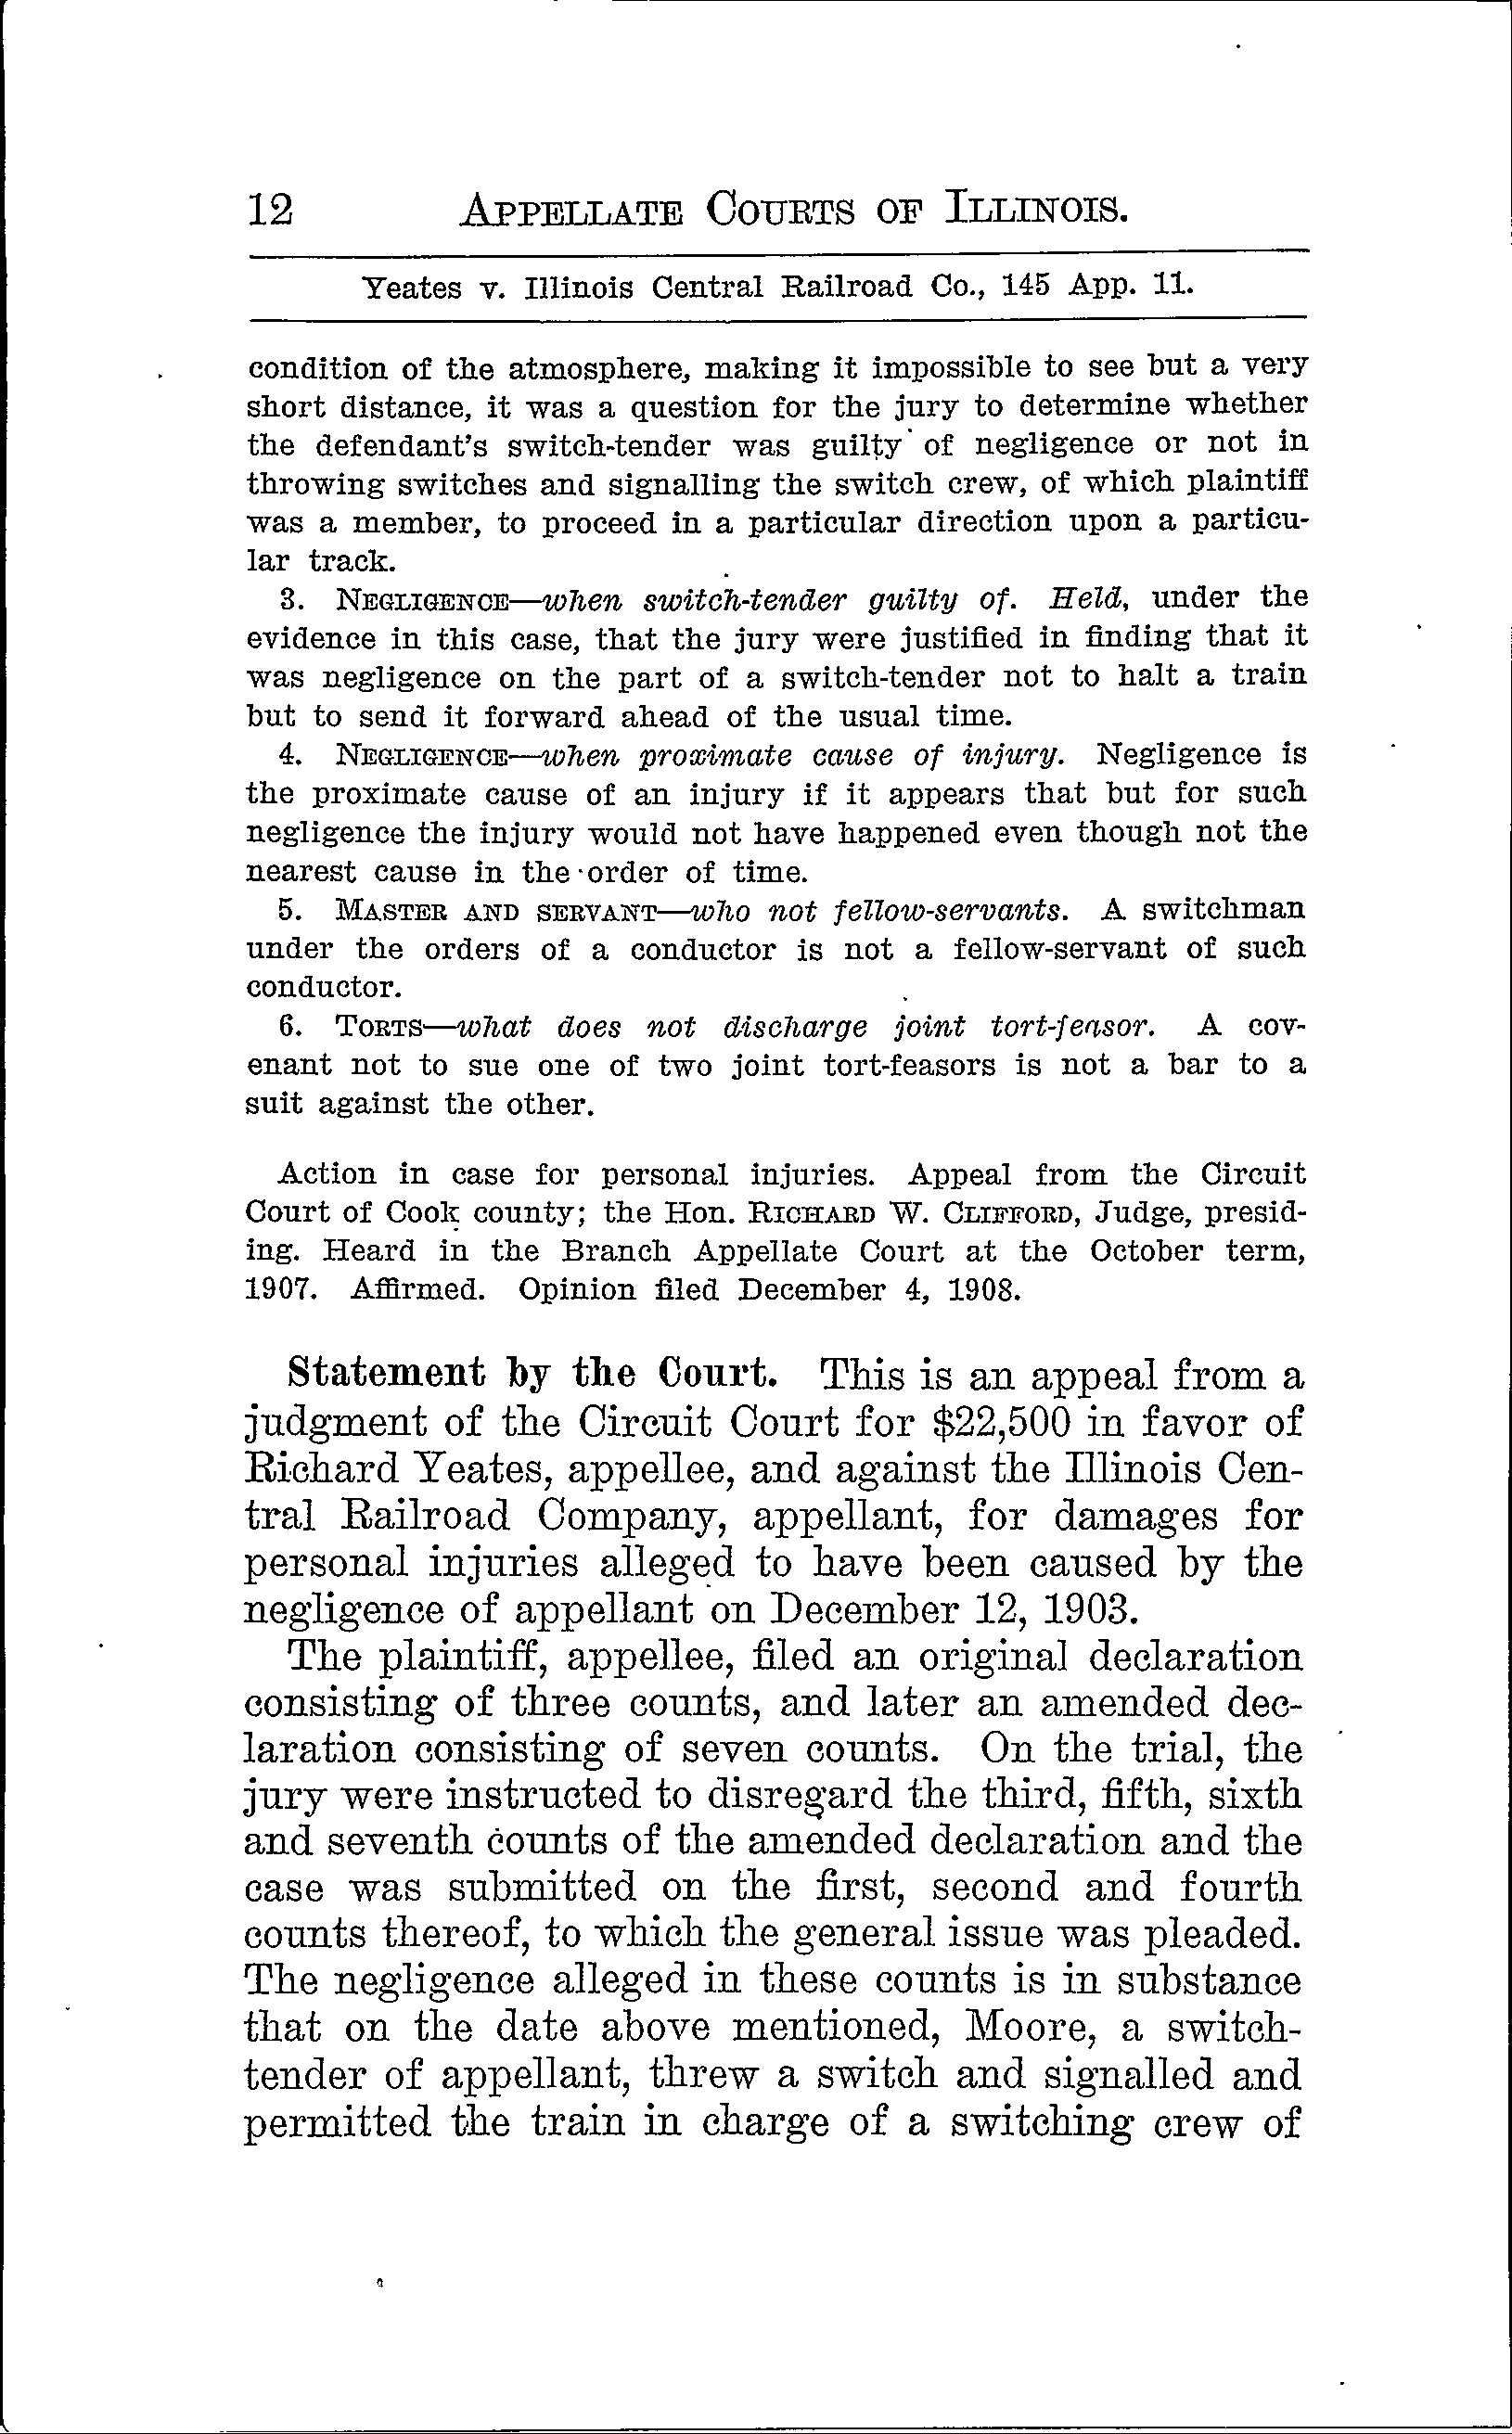 12 APPELLATE COURTS OF ILLINOIS.
Yeates v. Illinois Central Railroad Co., 145 App. 11.
condition of the atmosphere, making it impossible to see but a very
short distance, it was a question for the jury to determine whether
the defendant's switch-tender was guilty of negligence or not in
throwing switches and signalling the switch crew, of which plaintiff
was a member, to proceed in a particular direction upon a particu-
lar track.
3. NEGLIGENCE—when switch-tender guilty of. Held, under the
evidence in this case, that the jury were justified in finding that it
was negligence on the part of a switch-tender not to halt a train
but to send it forward ahead of the usual time.
4. NEGLIGENCE—when proximate cause of injury. Negligence is
the proximate cause of an injury if it appears that but for such
negligence the injury would not have happened even though not the
nearest cause in the order of time.
5. MASTER AND SERVANT—who not fellow-servants. A switchman
under the orders of a conductor is not a fellow-servant of such
conductor.
6. TORTS—what does not discharge joint tort-feasor. A cov-
enant not to sue one of two joint tort-feasors is not a bar to a
suit against the other.
Action in case for personal injuries. Appeal from the Circuit
Court of Cook county; the Hon. RICHARD W. CLIFFORD, Judge, presid-
ing. Heard in the Branch Appellate Court at the October term,
1907. Affirmed. Opinion filed December 4, 1908.
Statement by the Court. This is an appeal from a
judgment of the Circuit Court for $22,500 in favor of
Richard Yeates, appellee, and against the Illinois Cen-
tral Railroad Company, appellant, for damages for
personal injuries alleged to have been caused by the
negligence of appellant on December 12, 1903.
The plaintiff, appellee, filed an original declaration
consisting of three counts, and later an amended dec-
laration consisting of seven counts. On the trial, the
jury were instructed to disregard the third, fifth, sixth
and seventh counts of the amended declaration and the
case was submitted on the first, second and fourth
counts thereof, to which the general issue was pleaded.
The negligence alleged in these counts is in substance
that on the date above mentioned, Moore, a switch-
tender of appellant, threw a switch and signalled and
permitted the train in charge of a switching crew of